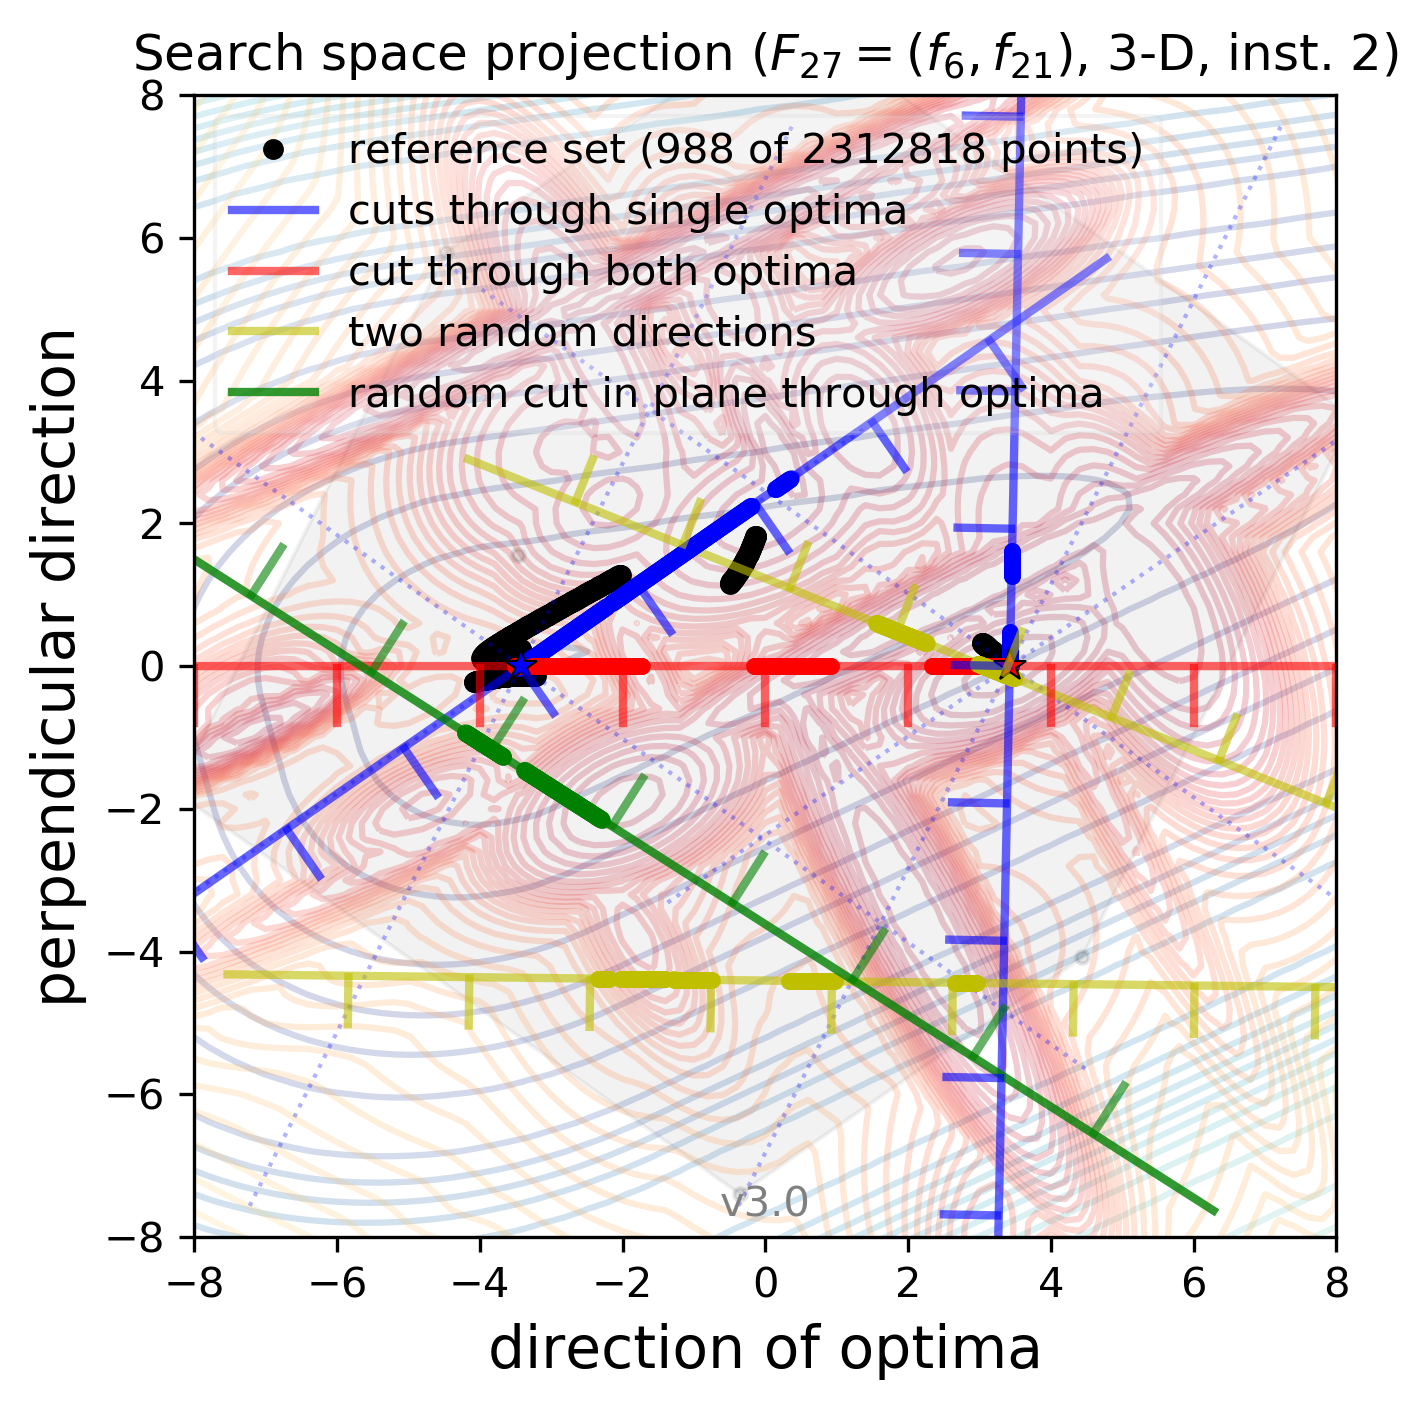 Search space projection (F₂₇ = (f₆, f₂₁), 3-D, inst. 2)
8
6
4
2
0
−2
−4
−6
−8
perpendicular direction
reference set (988 of 2312818 points)
cuts through single optima
cut through both optima
two random directions
random cut in plane through optima
v3.0
−8 −6 −4 −2 0 2 4 6 8
direction of optima